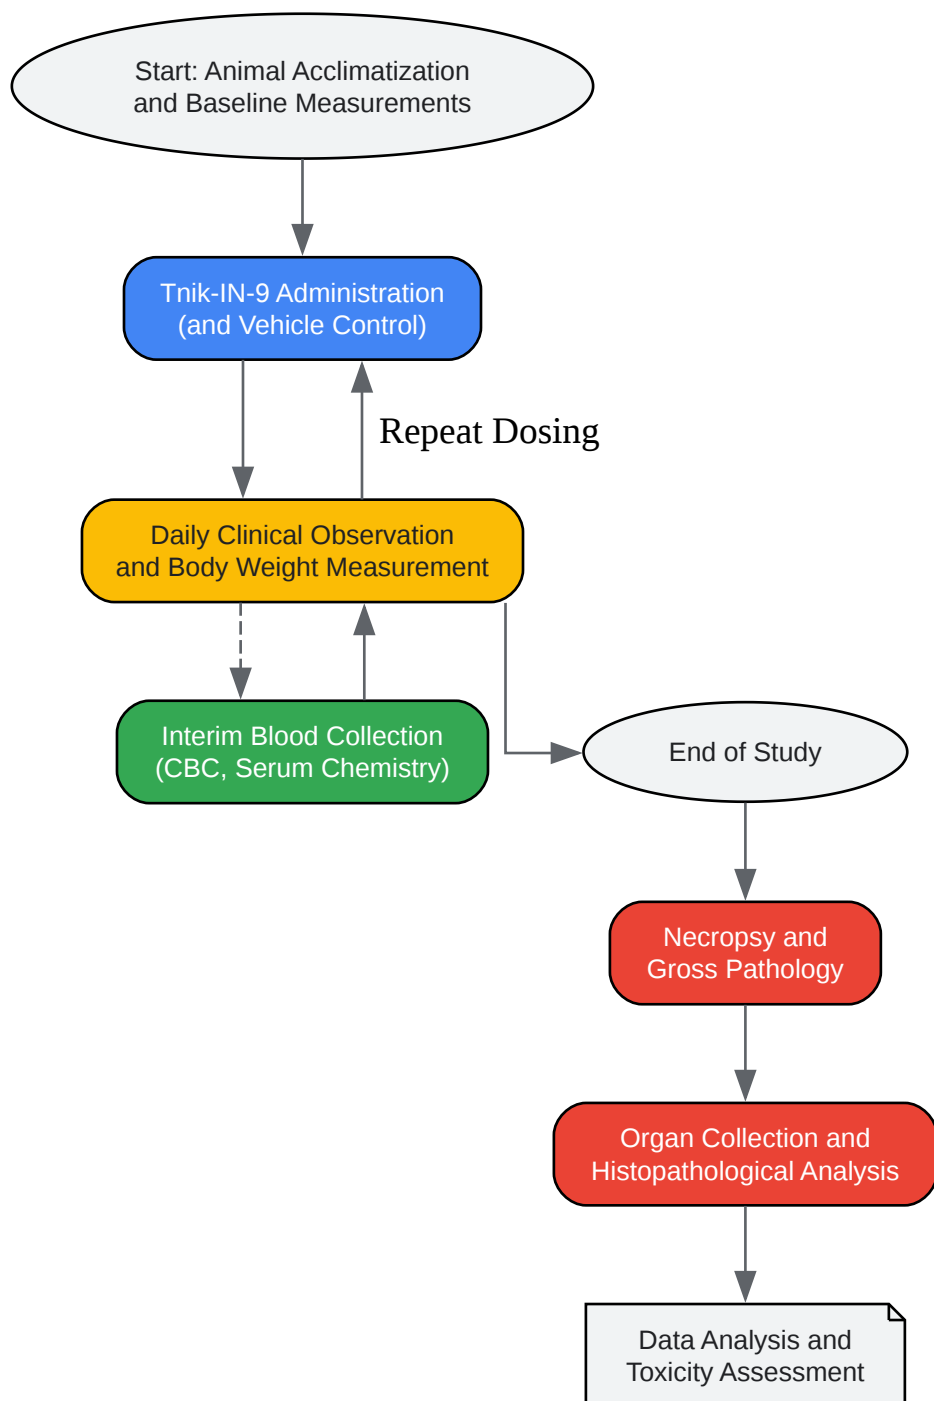 Start: Animal Acclimatization
and Baseline Measurements
Tnik-IN-9 Administration
(and Vehicle Control)
Repeat Dosing
Daily Clinical Observation
and Body Weight Measurement
Interim Blood Collection
(CBC, Serum Chemistry)
End of Study
Necropsy and
Gross Pathology
Organ Collection and
Histopathological Analysis
Data Analysis and
Toxicity Assessment